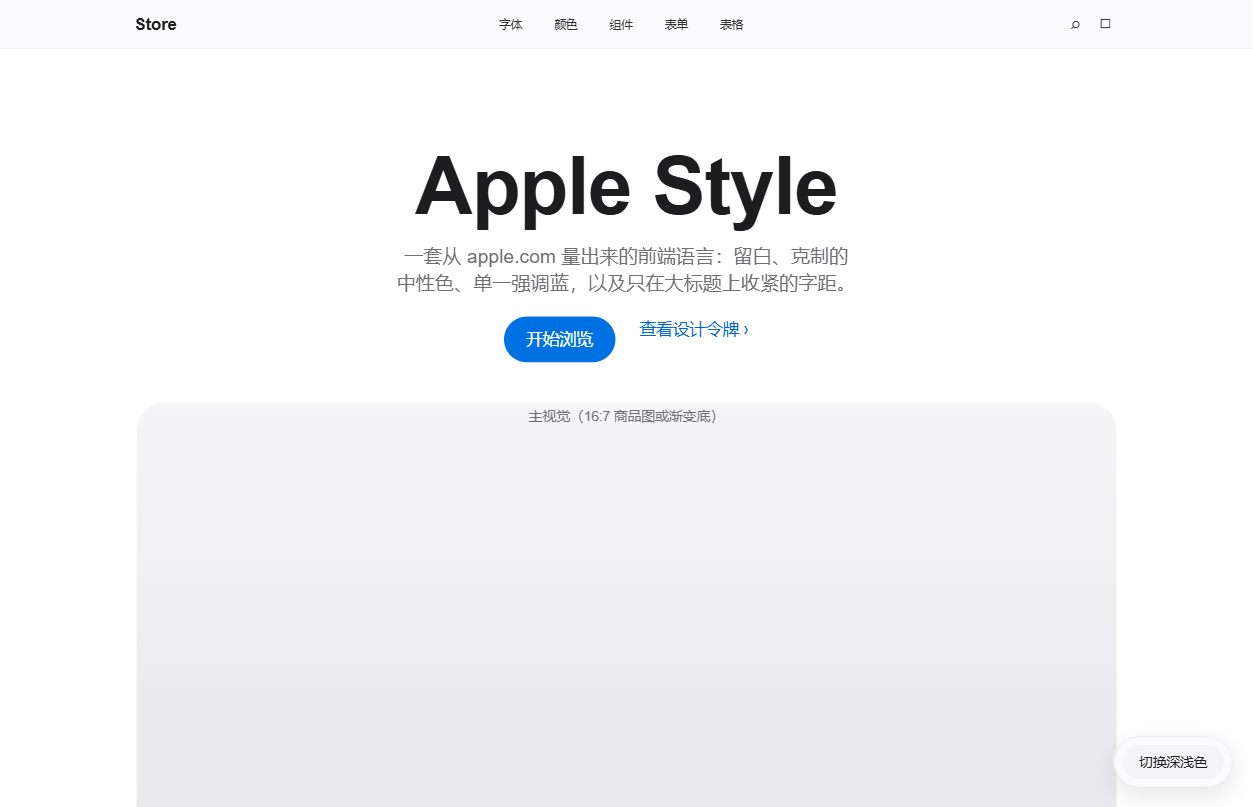 Store
字体
颜色
组件
表单
表格
Apple Style
一套从 apple.com 量出来的前端语言：留白、克制的
中性色、单一强调蓝，以及只在大标题上收紧的字距。
开始浏览
查看设计令牌 ›
主视觉（16:7 商品图或渐变底）
切换深浅色